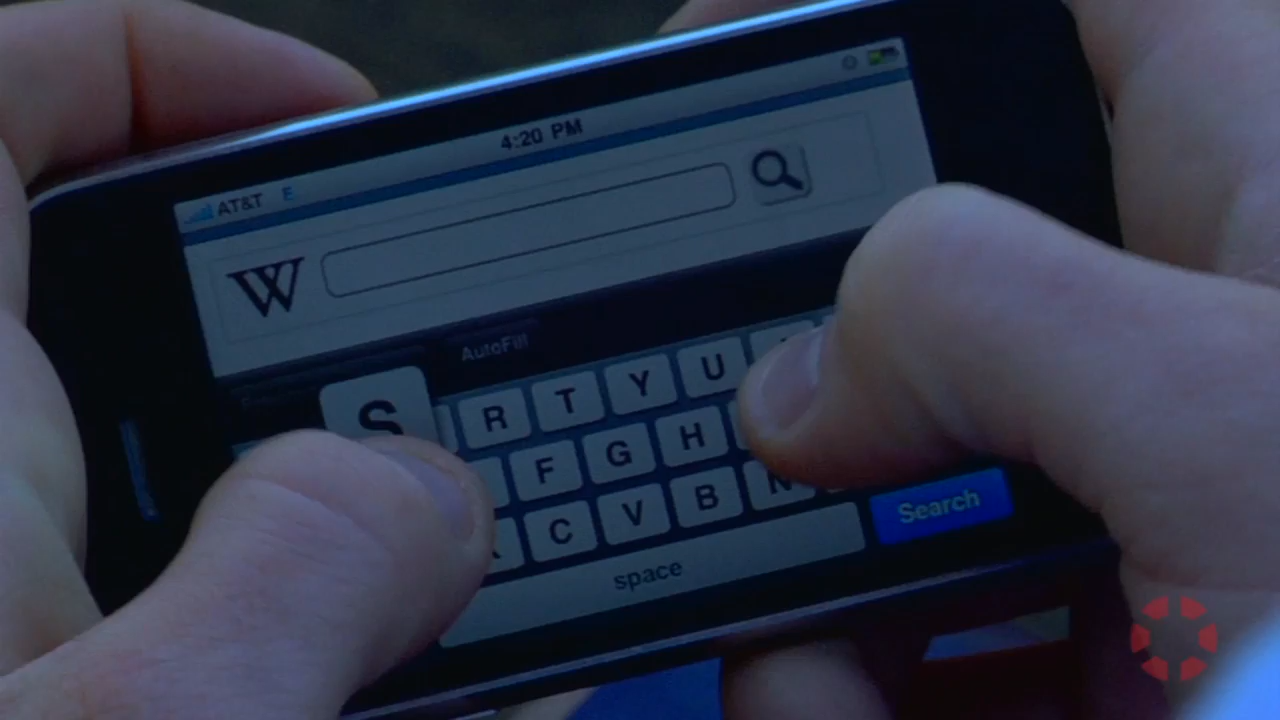 4:20 PM
AT&T E
W
AutoFill
S R T Y U
F G H
C V B N
space Search